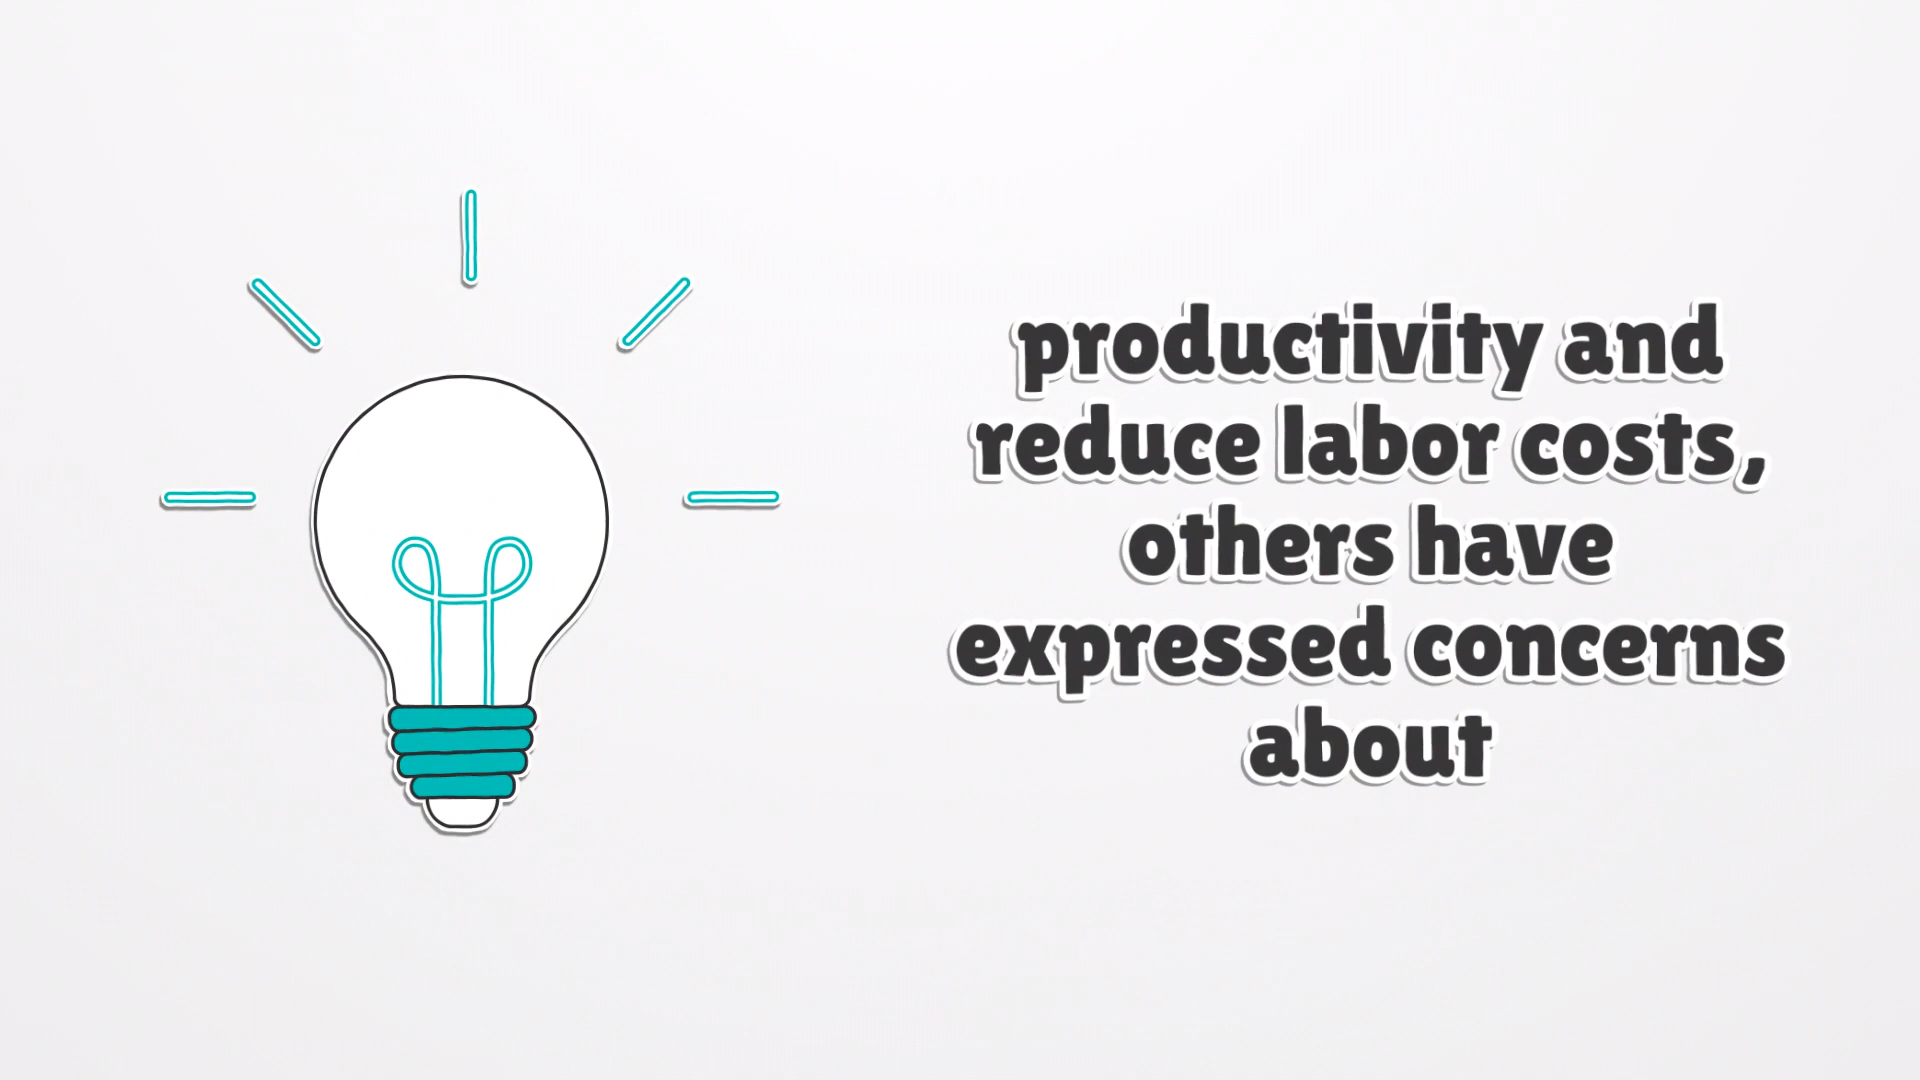 productivity and
reduce labor costs,
others have
expressed concerns
about